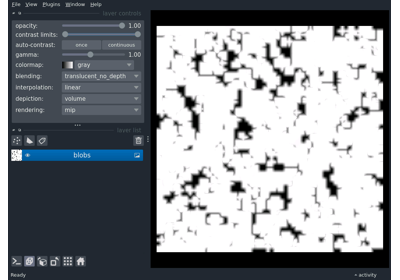 File View Plugins Window Help
layer controls
opacity: 1.00
contrast limits:
auto-contrast: once continuous
gamma: 1.00
colormap: gray
blending: translucent_no_depth
interpolation: linear
depiction: volume
rendering: mip
layer list
blobs
Ready
activity